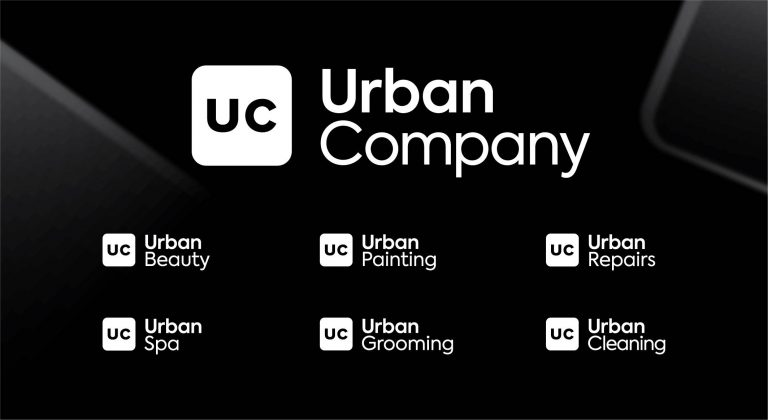 UC
Urban
Company
UC
Urban
Beauty
UC
Urban
Painting
UC
Urban
Repairs
UC
Urban
Spa
UC
Urban
Grooming
UC
Urban
Cleaning